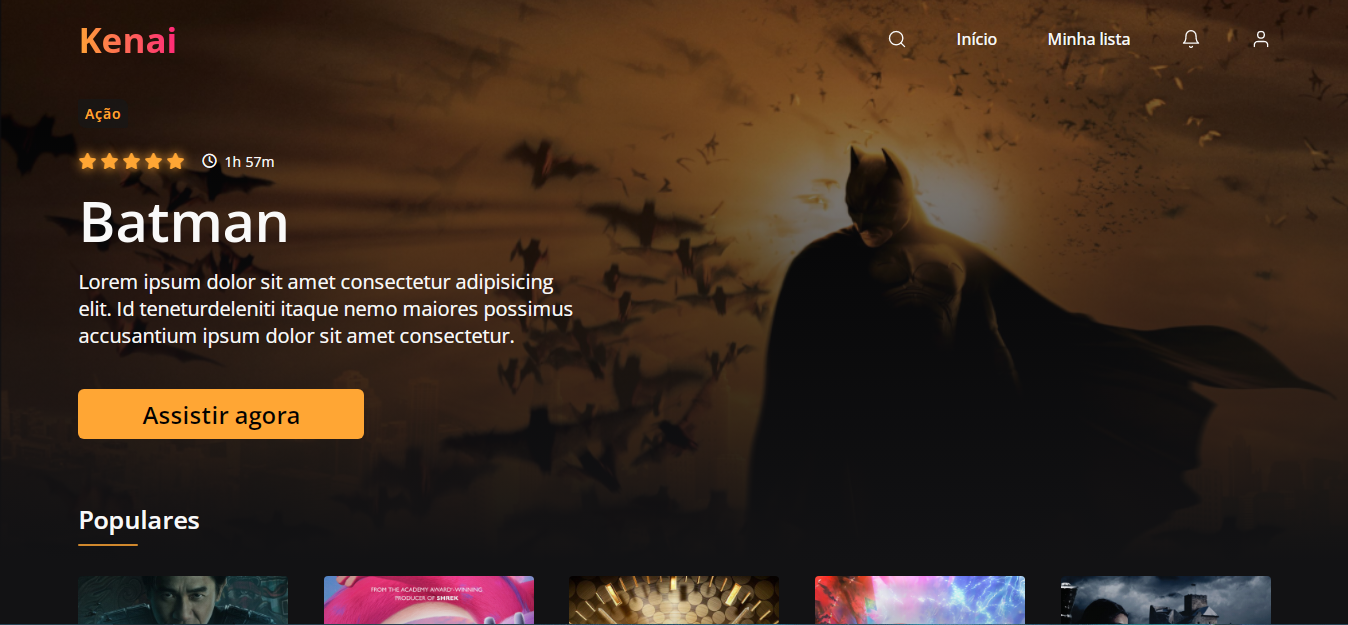 Kenai
Início
Minha lista
Ação
1h 57m
Batman
Lorem ipsum dolor sit amet consectetur adipisicing
elit. Id teneturdeleniti itaque nemo maiores possimus
accusantium ipsum dolor sit amet consectetur.
Assistir agora
Populares
FROM THE ACADEMY AWARD®-WINNING
PRODUCER OF SHREK